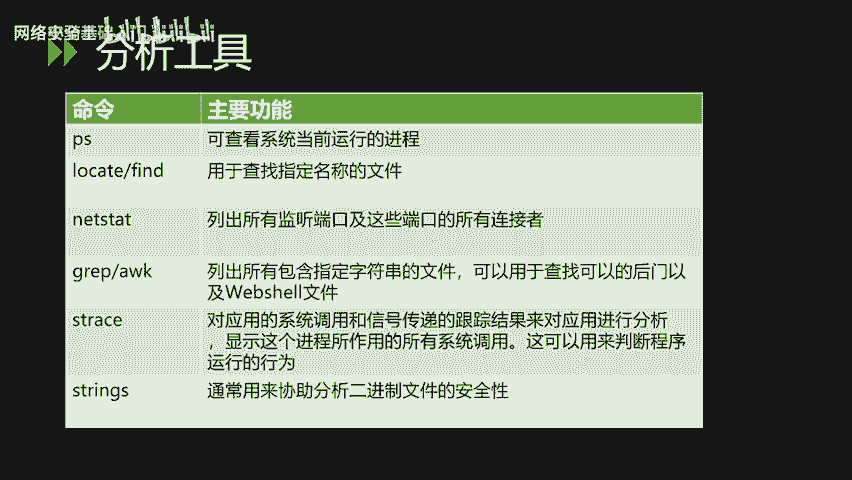 网络安全基础入门
分析工具
命令 主要功能
ps 可查看系统当前运行的进程
locate/find 用于查找指定名称的文件
netstat 列出所有监听端口及这些端口的所有连接者
grep/awk 列出所有包含指定字符串的文件，可以用于查找可以的后门以
及Webshell文件
strace 对应用的系统调用和信号传递的跟踪结果来对应用进行分析
，显示这个进程所作用的所有系统调用。这可以用来判断程序
运行的行为
strings 通常用来协助分析二进制文件的安全性